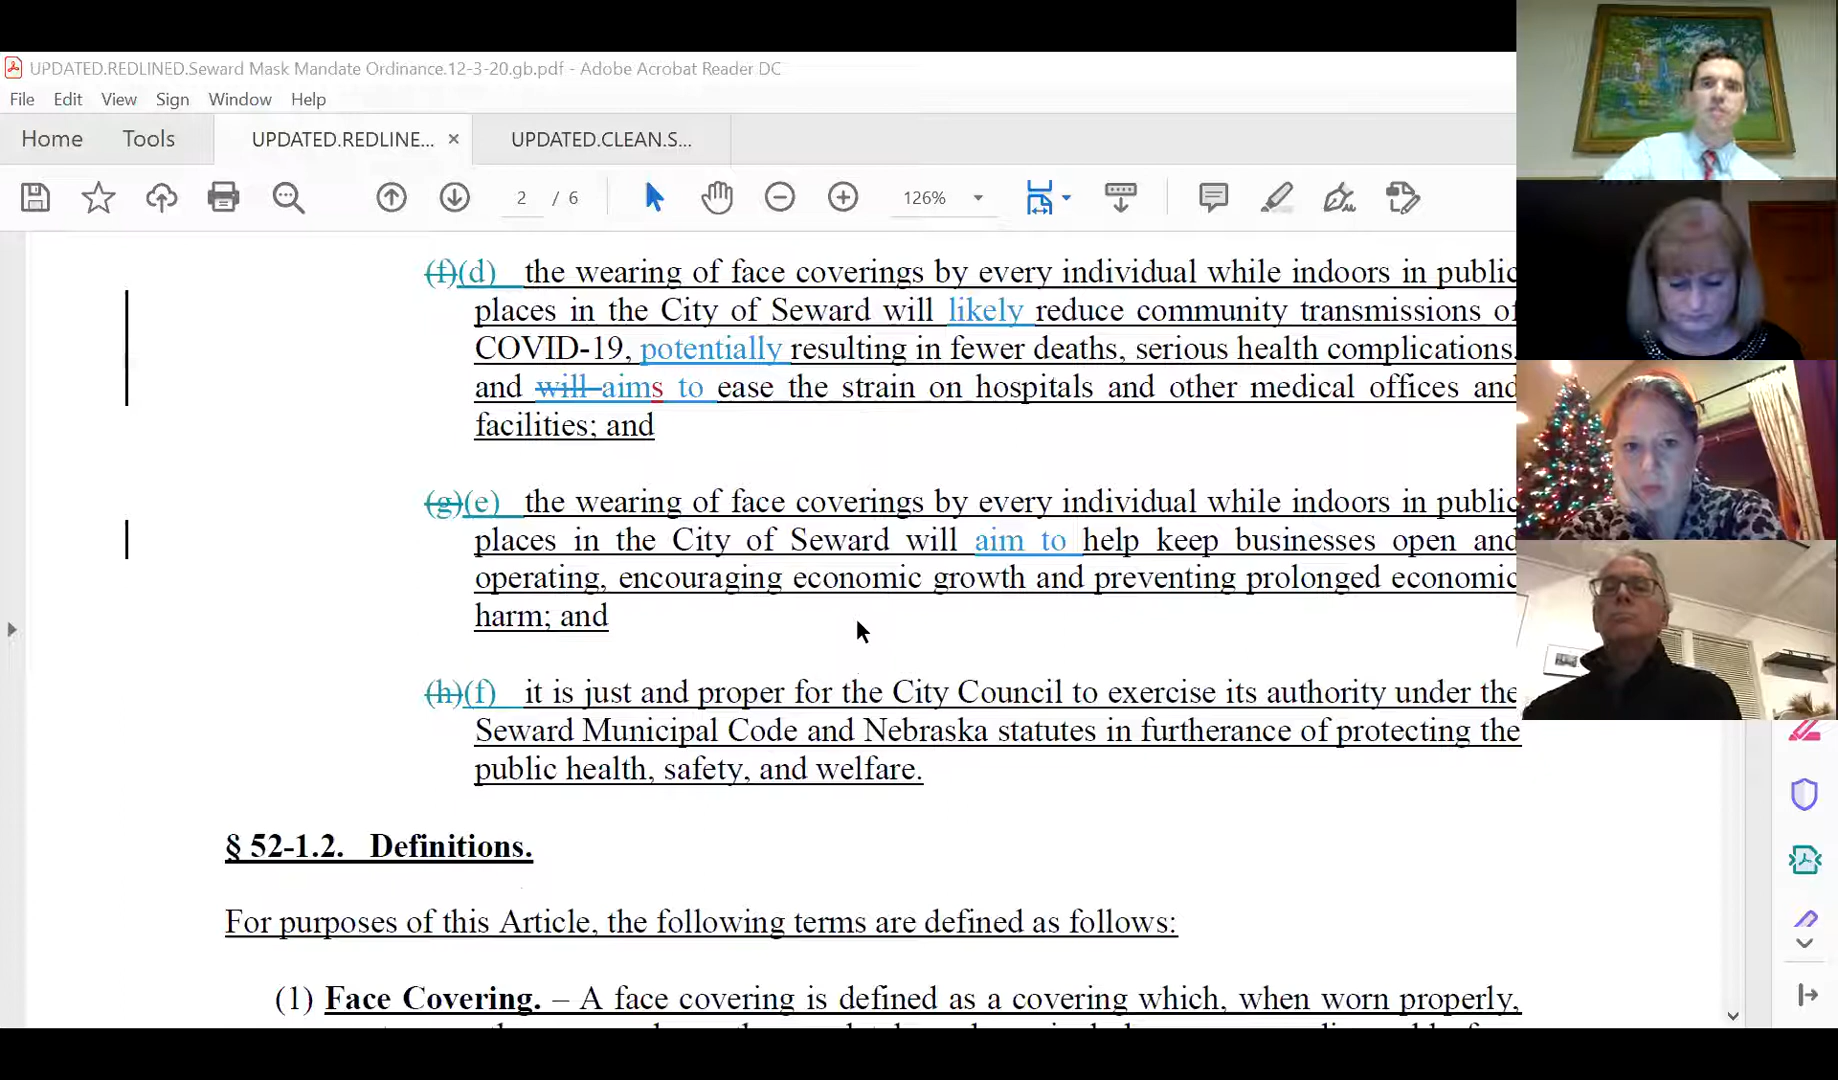 UPDATED.REDLINED.Seward Mask Mandate Ordinance.12-3-20.gb.pdf - Adobe Acrobat Reader DC
File Edit View Sign Window Help
Home Tools UPDATED.REDLINE... × UPDATED.CLEAN.S...
2 / 6 126%
(f)(d) the wearing of face coverings by every individual while indoors in public
places in the City of Seward will likely reduce community transmissions of
COVID-19, potentially resulting in fewer deaths, serious health complications,
and will aims to ease the strain on hospitals and other medical offices and
facilities; and
(g)(e) the wearing of face coverings by every individual while indoors in public
places in the City of Seward will aim to help keep businesses open and
operating, encouraging economic growth and preventing prolonged economic
harm; and
(h)(f) it is just and proper for the City Council to exercise its authority under the
Seward Municipal Code and Nebraska statutes in furtherance of protecting the
public health, safety, and welfare.
§ 52-1.2. Definitions.
For purposes of this Article, the following terms are defined as follows:
(1) Face Covering. – A face covering is defined as a covering which, when worn properly,